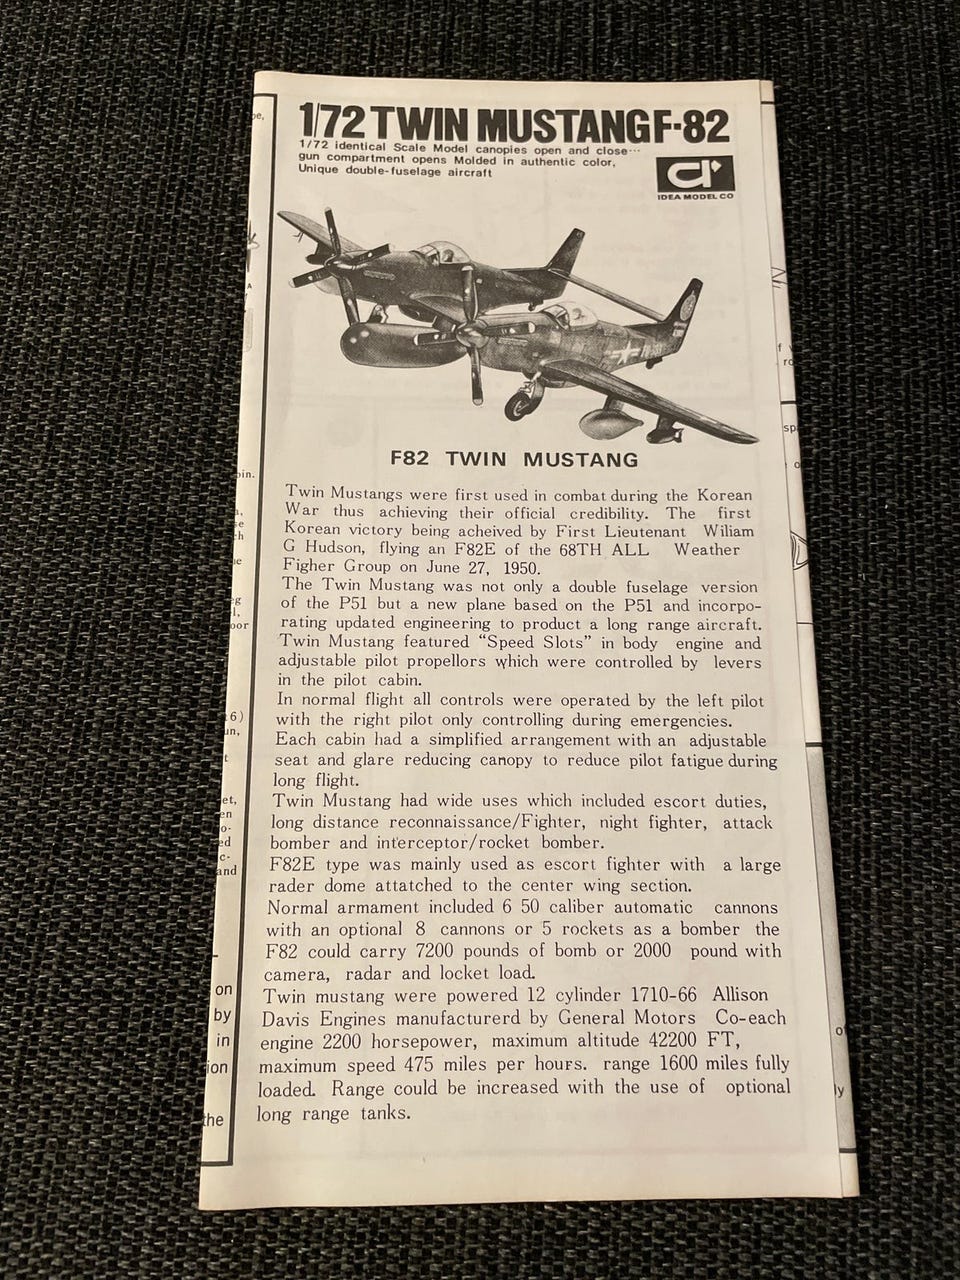 1/72 TWIN MUSTANG F-82
1/72 identical Scale Model canopies open and close…
gun compartment opens Molded in authentic color,
Unique double-fuselage aircraft
IDEA MODEL CO
F82 TWIN MUSTANG
Twin Mustangs were first used in combat during the Korean
War thus achieving their official credibility. The first
Korean victory being acheived by First Lieutenant Wiliam
G Hudson, flying an F82E of the 68TH ALL Weather
Figher Group on June 27, 1950.
The Twin Mustang was not only a double fuselage version
of the P51 but a new plane based on the P51 and incorpo-
rating updated engineering to product a long range aircraft.
Twin Mustang featured “Speed Slots” in body engine and
adjustable pilot propellors which were controlled by levers
in the pilot cabin.
In normal flight all controls were operated by the left pilot
with the right pilot only controlling during emergencies.
Each cabin had a simplified arrangement with an adjustable
seat and glare reducing canopy to reduce pilot fatigue during
long flight.
Twin Mustang had wide uses which included escort duties,
long distance reconnaissance/Fighter, night fighter, attack
bomber and interceptor/rocket bomber.
F82E type was mainly used as escort fighter with a large
rader dome attatched to the center wing section.
Normal armament included 6 50 caliber automatic cannons
with an optional 8 cannons or 5 rockets as a bomber the
F82 could carry 7200 pounds of bomb or 2000 pound with
camera, radar and locket load.
Twin mustang were powered 12 cylinder 1710-66 Allison
Davis Engines manufacturerd by General Motors Co-each
engine 2200 horsepower, maximum altitude 42200 FT,
maximum speed 475 miles per hours. range 1600 miles fully
loaded. Range could be increased with the use of optional
long range tanks.
and
on
by
in
the